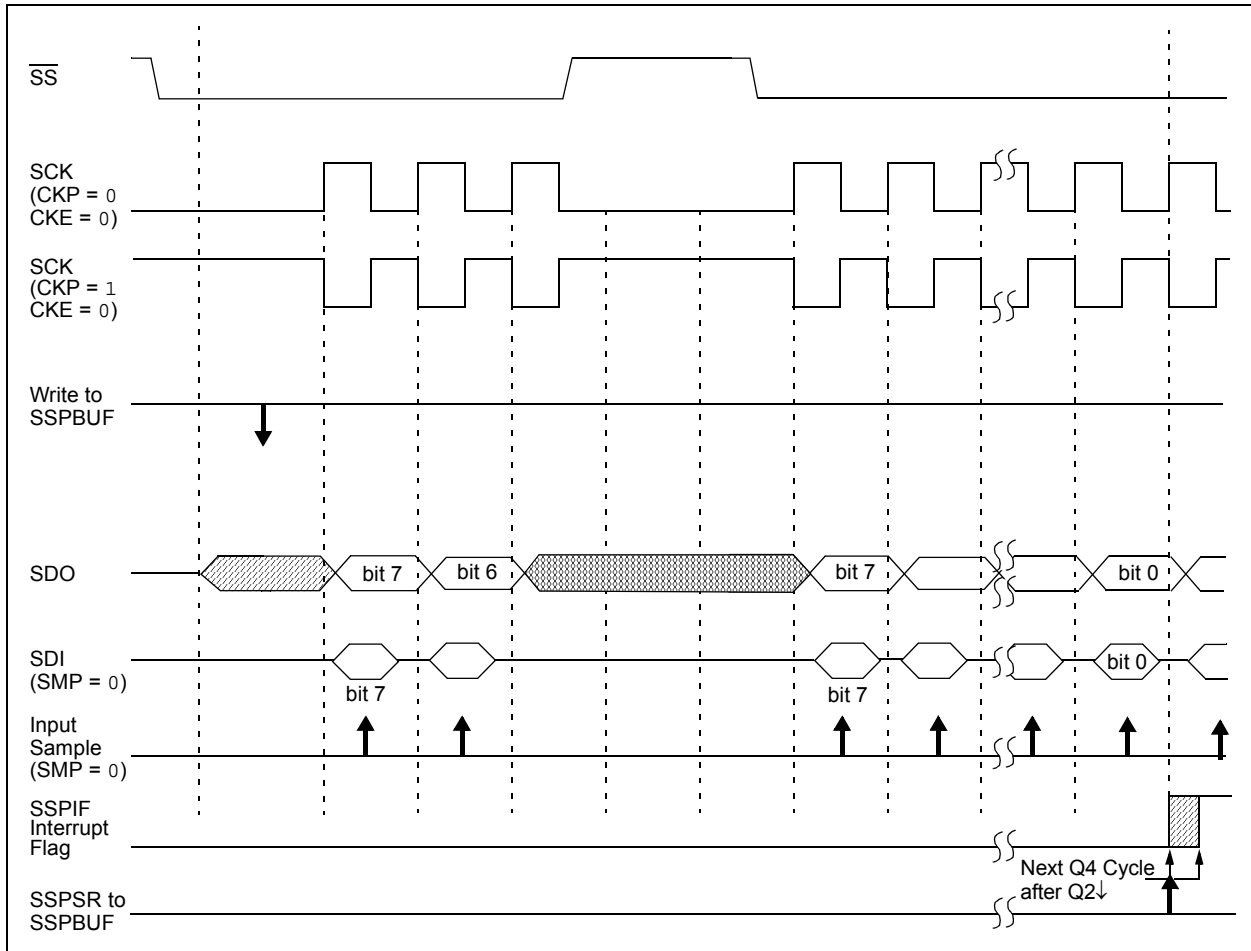 SS
SCK
(CKP = 0
CKE = 0)
SCK
(CKP = 1
CKE = 0)
Write to
SSPBUF
SDO
bit 7
bit 6
bit 7
bit 0
SDI
(SMP = 0)
bit 7
bit 7
bit 0
Input
Sample
(SMP = 0)
SSPIF
Interrupt
Flag
Next Q4 Cycle
after Q2↓
SSPSR to
SSPBUF